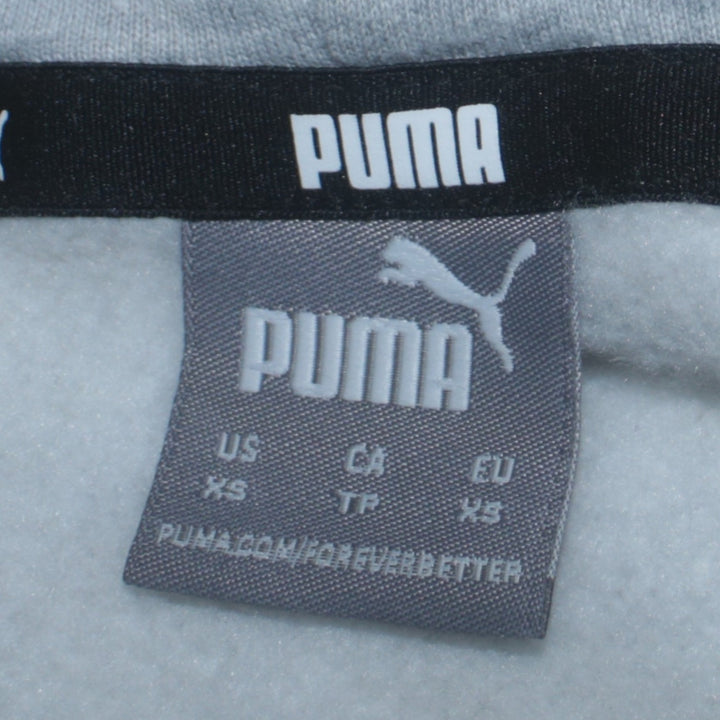 PUMA
PUMA
US CA EU
XS TP XS
PUMA.COM/FOREVERBETTER